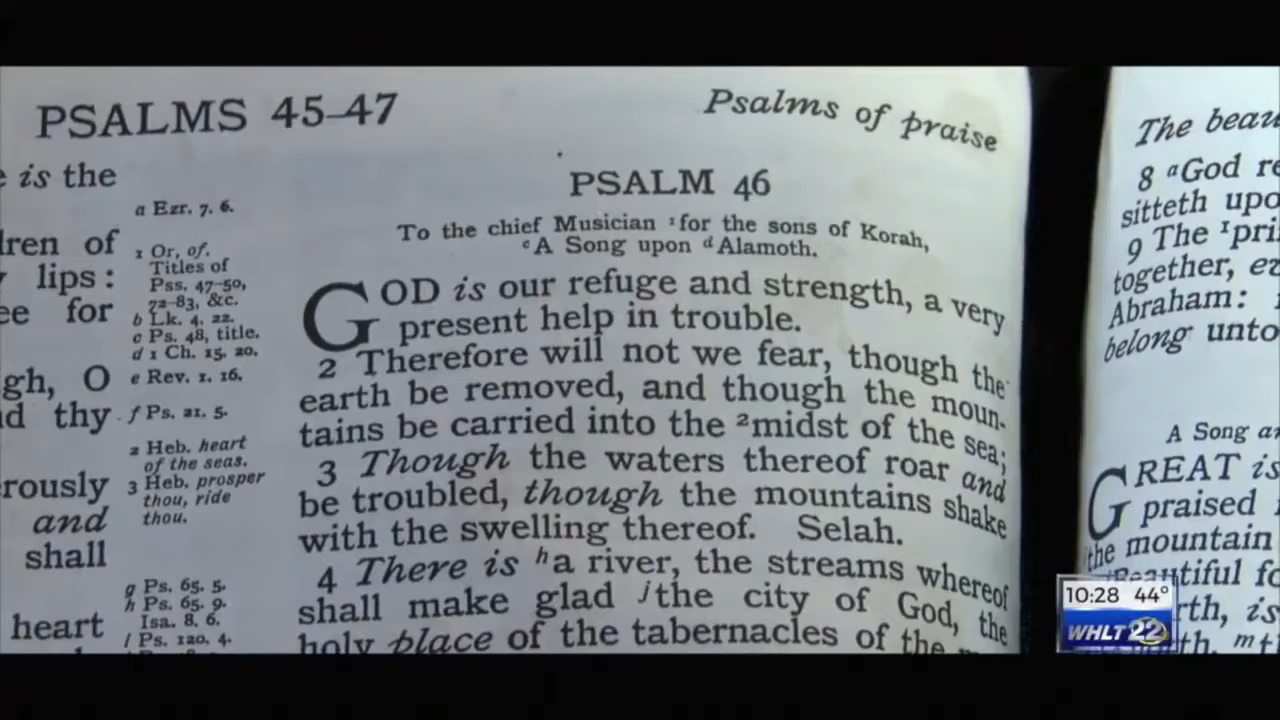 PSALMS 45-47
Psalms of praise
is the
a Ezr. 7. 6.
dren of
lips:
ee for
1 Or, of.
Titles of
Pss. 47-50,
72-83, &c.
b Lk. 4. 22.
c Ps. 48, title.
d 1 Ch. 15. 20.
gh, O
e Rev. 1. 16.
d thy
f Ps. 21. 5.
2 Heb. heart
of the seas.
rously
3 Heb. prosper
thou, ride
thou.
and
shall
g Ps. 65. 5.
h Ps. 65. 9.
Isa. 8. 6.
heart
Ps. 120. 4.
PSALM 46
To the chief Musician ¹for the sons of Korah,
ᶜA Song upon ᵈAlamoth.
GOD is our refuge and strength, a very
present help in trouble.
2 Therefore will not we fear, though the
earth be removed, and though the moun-
tains be carried into the ²midst of the sea;
3 Though the waters thereof roar and
be troubled, though the mountains shake
with the swelling thereof. Selah.
4 There is ʰa river, the streams whereof
shall make glad ʲthe city of God, the
holy place of the tabernacles of the
The beau
8 ᵃGod re
sitteth upo
9 The ¹pri
together, ev
Abraham:
belong unto
A Song an
GREAT is
praised
the mountain
Beautiful fo
rth, is
ᵐth
10:28 44°
WHLT 22